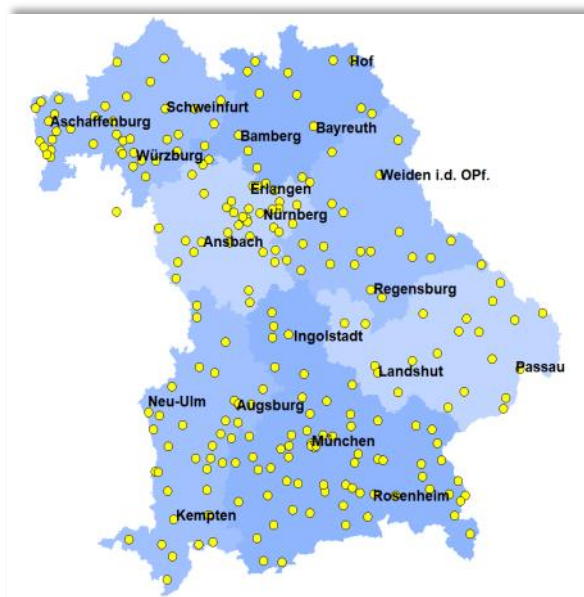 Hof
Schweinfurt
Aschaffenburg
Bamberg
Bayreuth
Würzburg
Weiden i.d. OPf.
Erlangen
Nürnberg
Ansbach
Regensburg
Ingolstadt
Landshut
Passau
Neu-Ulm
Augsburg
München
Rosenheim
Kempten